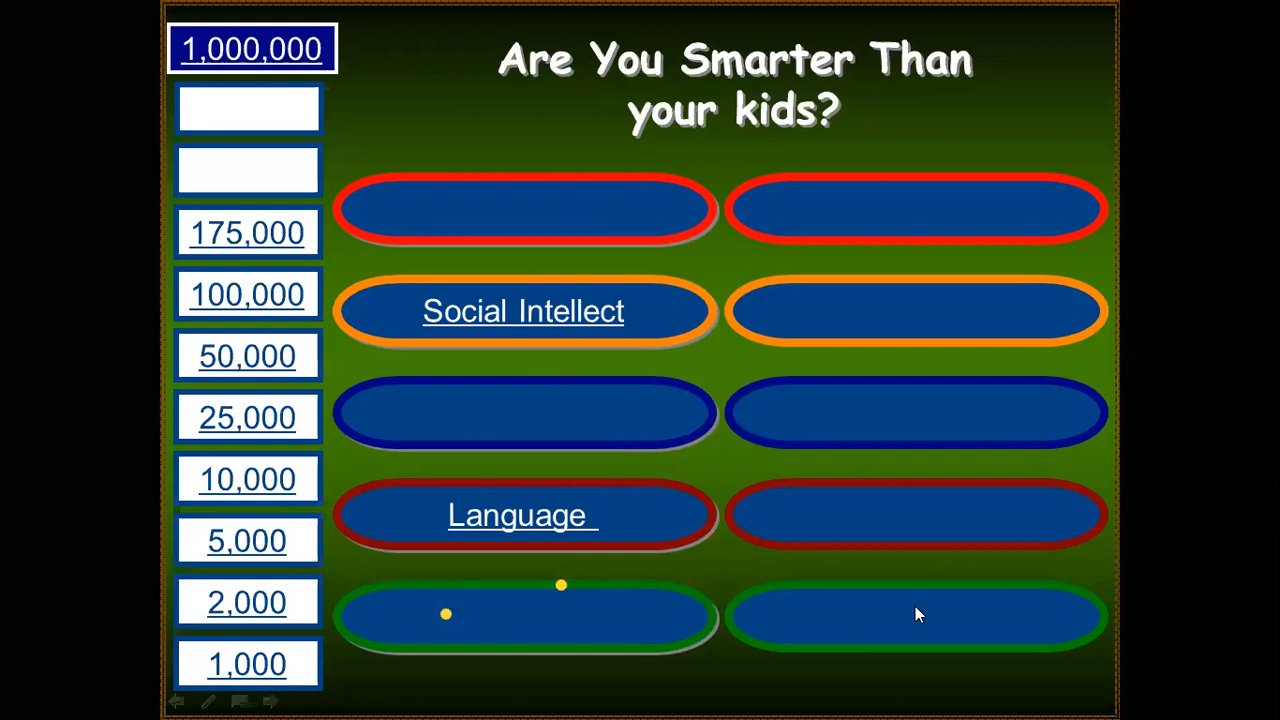 1,000,000
Are You Smarter Than
your kids?
175,000
100,000
Social Intellect
50,000
25,000
10,000
Language
5,000
2,000
1,000